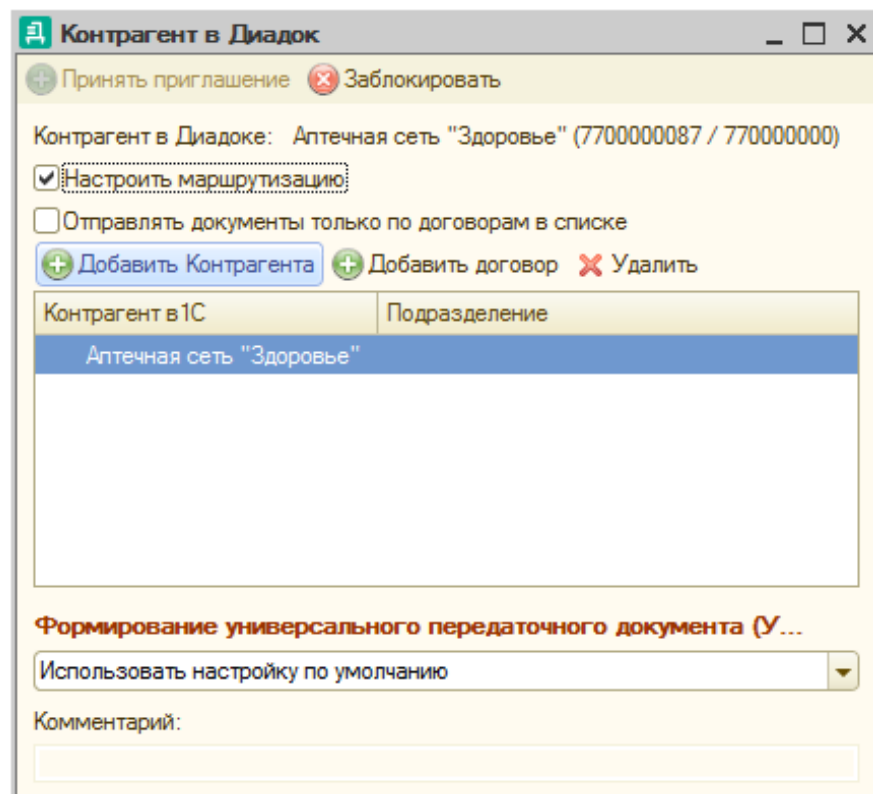 Контрагент в Диадок
Принять приглашение Заблокировать
Контрагент в Диадоке: Аптечная сеть "Здоровье" (7700000087 / 770000000)
Настроить маршрутизацию
Отправлять документы только по договорам в списке
Добавить Контрагента Добавить договор Удалить
Контрагент в 1С Подразделение
Аптечная сеть "Здоровье"
Формирование универсального передаточного документа (У...
Использовать настройку по умолчанию
Комментарий: